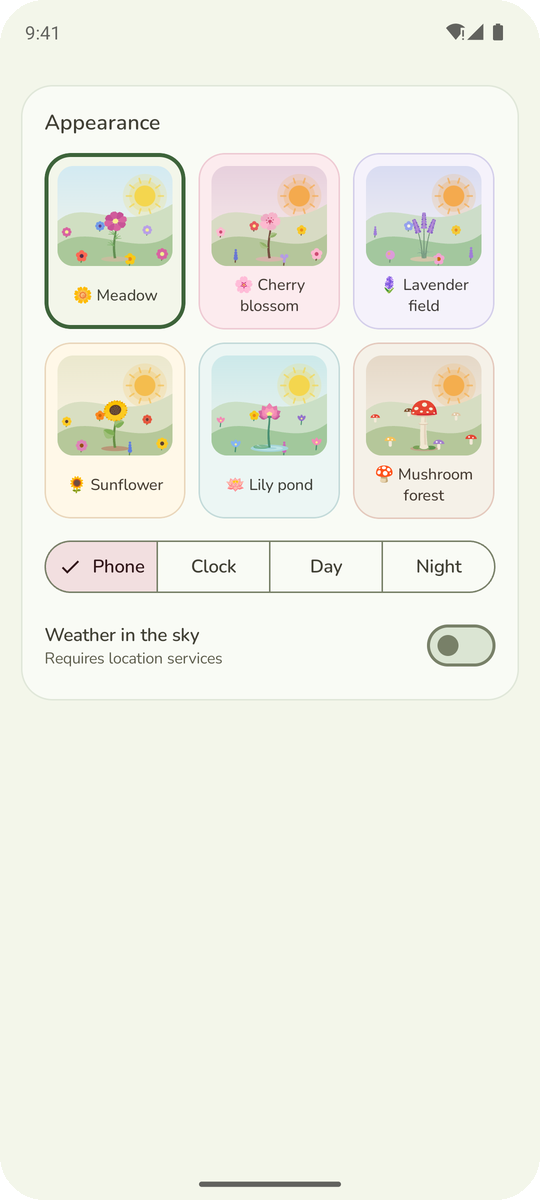 9:41
Appearance
Meadow
Cherry
blossom
Lavender
field
Sunflower
Lily pond
Mushroom
forest
Phone
Clock
Day
Night
Weather in the sky
Requires location services